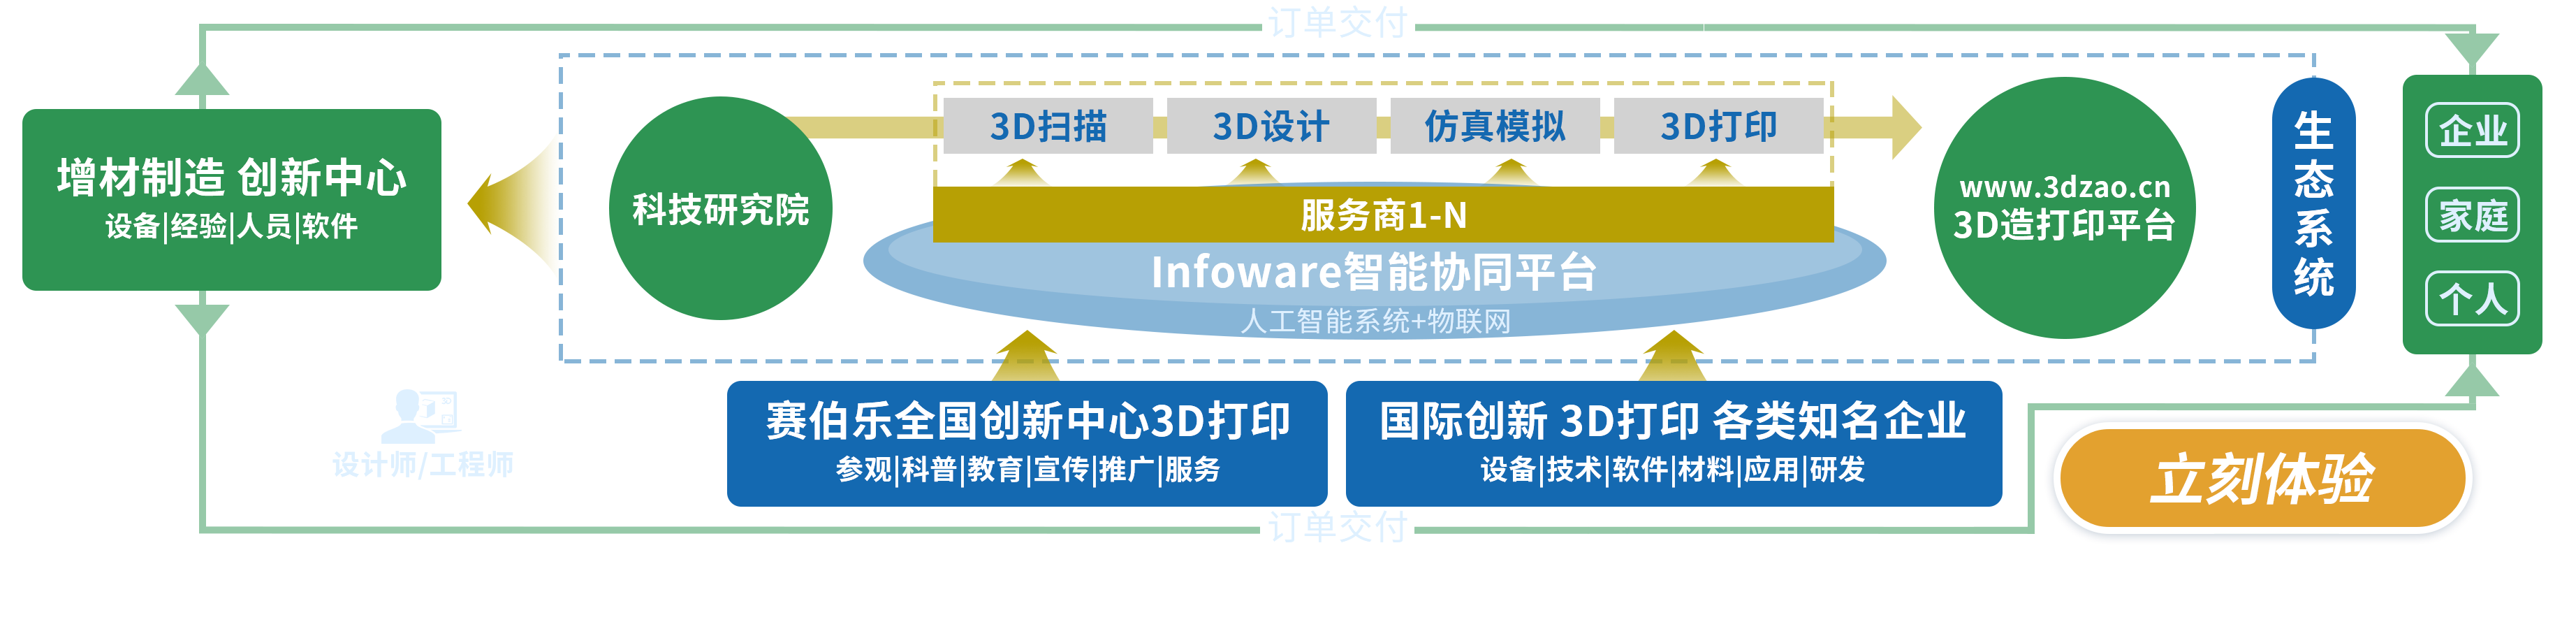 订单交付
增材制造 创新中心
设备|经验|人员|软件
科技研究院
3D扫描
3D设计
仿真模拟
3D打印
服务商1-N
Infoware智能协同平台
人工智能系统+物联网
www.3dzao.cn
3D造打印平台
生态系统
企业
家庭
个人
设计师/工程师
赛伯乐全国创新中心3D打印
参观|科普|教育|宣传|推广|服务
国际创新 3D打印 各类知名企业
设备|技术|软件|材料|应用|研发
立刻体验
订单交付